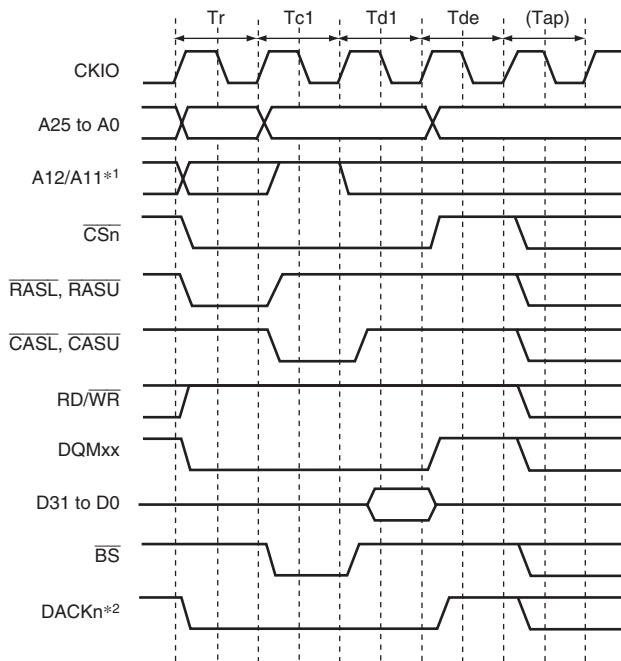 Tr Tc1 Td1 Tde (Tap)
CKIO
A25 to A0
A12/A11*1
CSn
RASL, RASU
CASL, CASU
RD/WR
DQMxx
D31 to D0
BS
DACKn*2